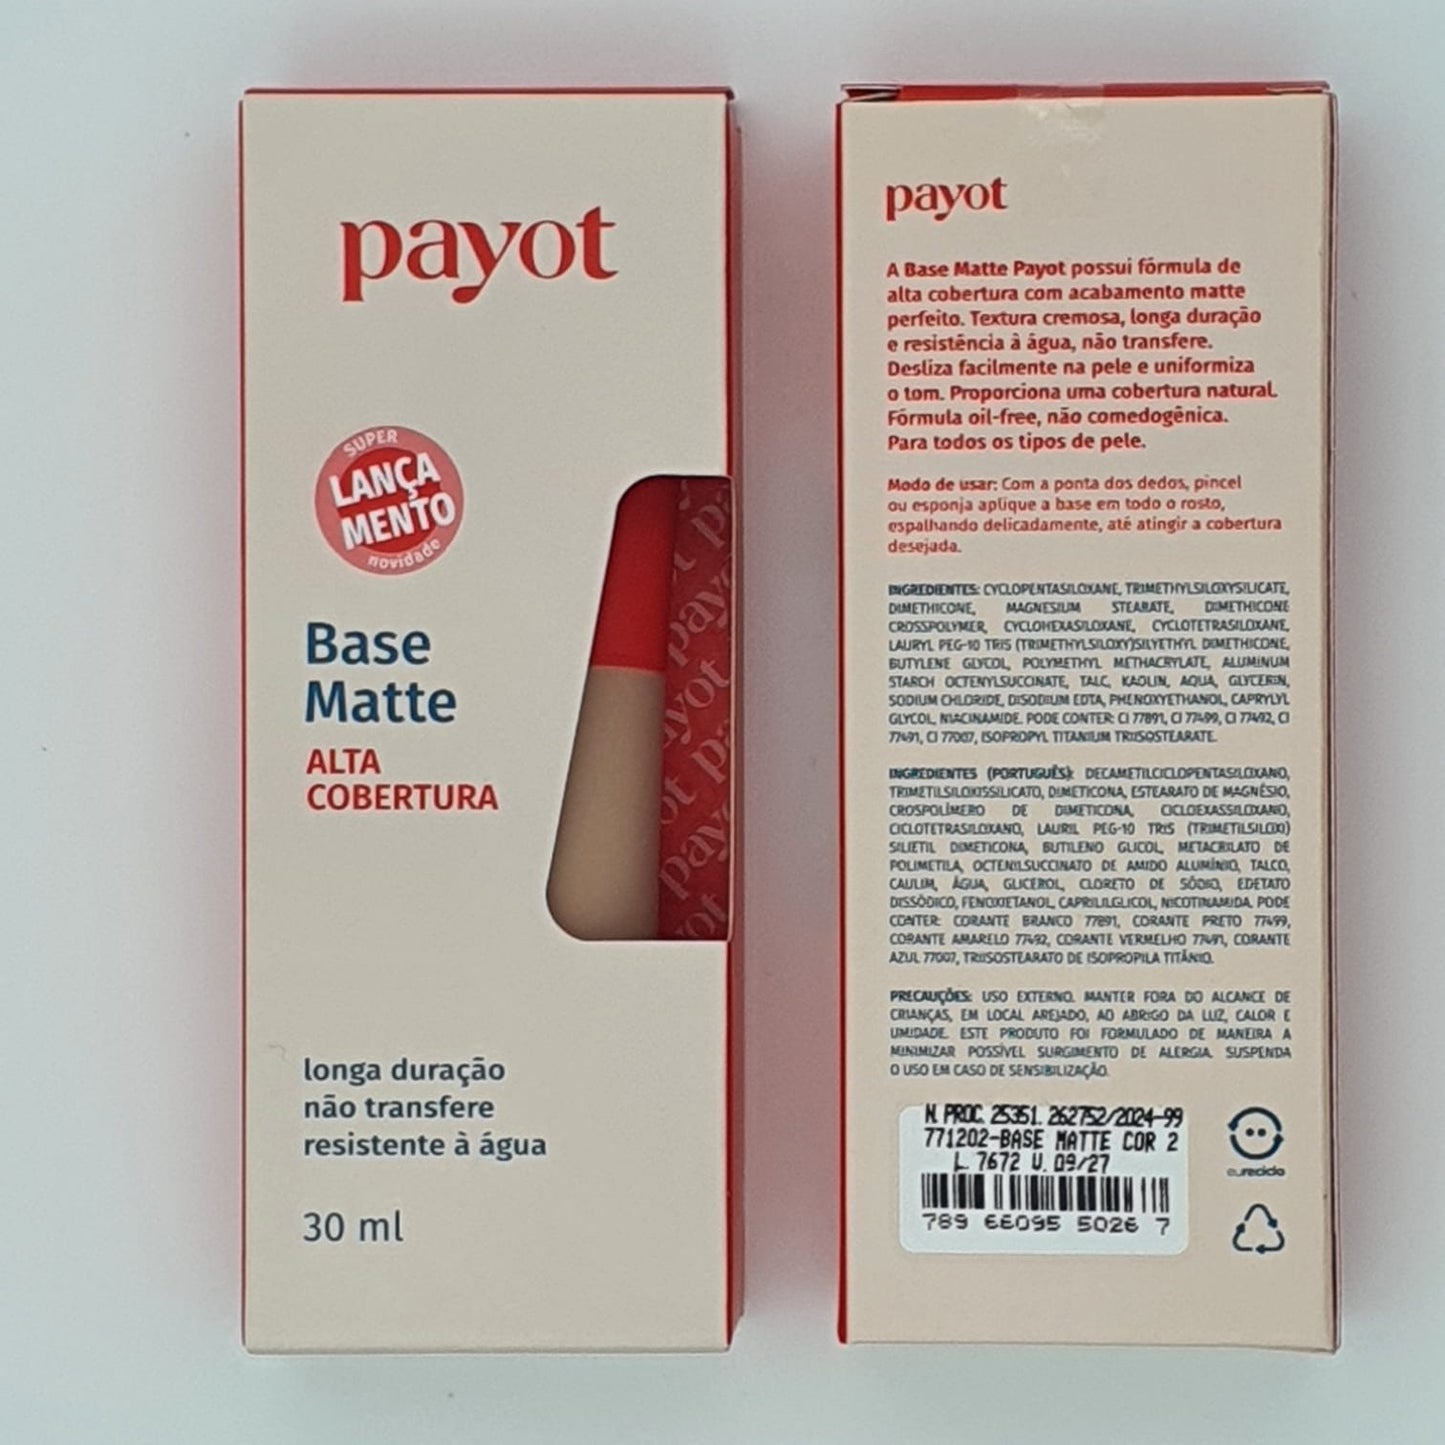 payot
SUPER
LANÇA
MENTO
novidade
Base
Matte
ALTA
COBERTURA
longa duração
não transfere
resistente à água
30 ml
payot
A Base Matte Payot possui fórmula de
alta cobertura com acabamento matte
perfeito. Textura cremosa, longa duração
e resistência à água, não transfere.
Desliza facilmente na pele e uniformiza
o tom. Proporciona uma cobertura natural.
Fórmula oil-free, não comedogênica.
Para todos os tipos de pele.
Modo de usar: Com a ponta dos dedos, pincel
ou esponja aplique a base em todo o rosto,
espalhando delicadamente, até atingir a cobertura
desejada.
INGREDIENTES: CYCLOPENTASILOXANE, TRIMETHYLSILOXYSILICATE,
DIMETHICONE, MAGNESIUM STEARATE, DIMETHICONE
CROSSPOLYMER, CYCLOHEXASILOXANE, CYCLOTETRASILOXANE,
LAURYL PEG-10 TRIS (TRIMETHYLSILOXY)SILYETHYL DIMETHICONE,
BUTYLENE GLYCOL, POLYMETHYL METHACRYLATE, ALUMINUM
STARCH OCTENYLSUCCINATE, TALC, KAOLIN, AQUA, GLYCERIN,
SODIUM CHLORIDE, DISODIUM EDTA, PHENOXYETHANOL, CAPRYLYL
GLYCOL, NIACINAMIDE. PODE CONTER: CI 77891, CI 77499, CI 77492, CI
77491, CI 77007, ISOPROPYL TITANIUM TRIISOSTEARATE.
INGREDIENTES (PORTUGUÊS): DECAMETILCICLOPENTASILOXANO,
TRIMETILSILOXISSILICATO, DIMETICONA, ESTEARATO DE MAGNÉSIO,
CROSPOLÍMERO DE DIMETICONA, CICLOEXASSILOXANO,
CICLOTETRASILOXANO, LAURIL PEG-10 TRIS (TRIMETILSILOXI)
SILIETIL DIMETICONA, BUTILENO GLICOL, METACRILATO DE
POLIMETILA, OCTENILSUCCINATO DE AMIDO ALUMÍNIO, TALCO,
CAULIM, ÁGUA, GLICEROL, CLORETO DE SÓDIO, EDETATO
DISSÓDICO, FENOXIETANOL, CAPRILILGLICOL, NICOTINAMIDA. PODE
CONTER: CORANTE BRANCO 77891, CORANTE PRETO 77499,
CORANTE AMARELO 77492, CORANTE VERMELHO 77491, CORANTE
AZUL 77007, TRIISOSTEARATO DE ISOPROPILA TITÂNIO.
PRECAUÇÕES: USO EXTERNO. MANTER FORA DO ALCANCE DE
CRIANÇAS, EM LOCAL AREJADO, AO ABRIGO DA LUZ, CALOR E
UMIDADE. ESTE PRODUTO FOI FORMULADO DE MANEIRA A
MINIMIZAR POSSÍVEL SURGIMENTO DE ALERGIA. SUSPENDA
O USO EM CASO DE SENSIBILIZAÇÃO.
N. PROC. 25351. 262752/2024-99
771202-BASE MATTE COR 2
L. 7672 V. 09/27
789 66095 5026 7
eureciclo